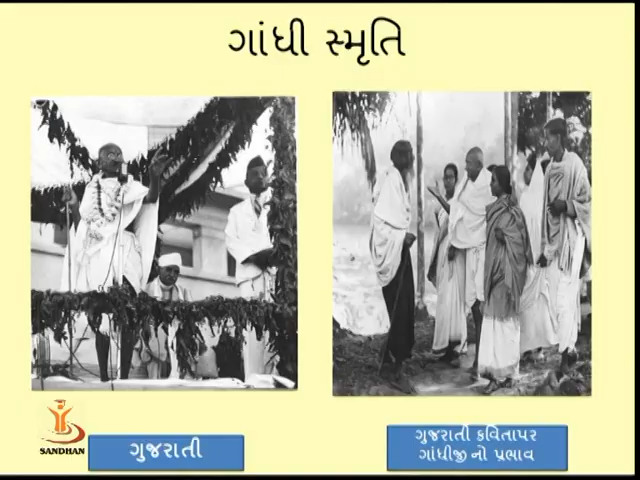 ગાંધી સ્મૃતિ
SANDHAN
ગુજરાતી
ગુજરાતી કવિતાપર
ગાંધીજી નો પ્રભાવ